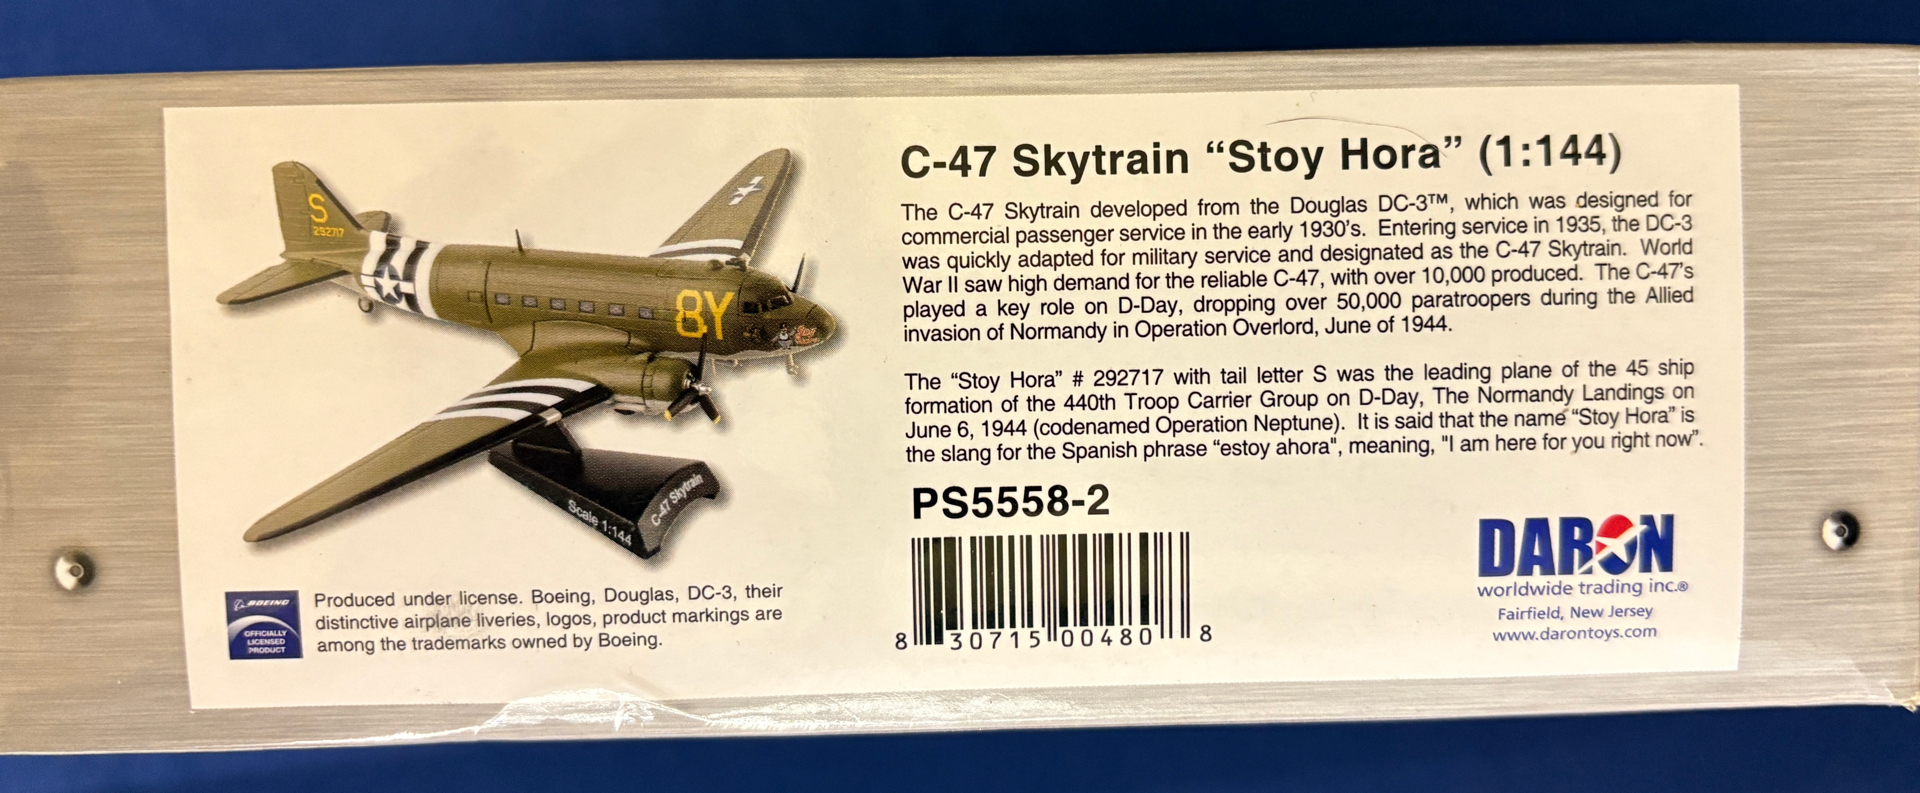 C-47 Skytrain “Stoy Hora” (1:144)
The C-47 Skytrain developed from the Douglas DC-3™, which was designed for
commercial passenger service in the early 1930's. Entering service in 1935, the DC-3
was quickly adapted for military service and designated as the C-47 Skytrain. World
War II saw high demand for the reliable C-47, with over 10,000 produced. The C-47's
played a key role on D-Day, dropping over 50,000 paratroopers during the Allied
invasion of Normandy in Operation Overlord, June of 1944.
The “Stoy Hora” # 292717 with tail letter S was the leading plane of the 45 ship
formation of the 440th Troop Carrier Group on D-Day, The Normandy Landings on
June 6, 1944 (codenamed Operation Neptune). It is said that the name “Stoy Hora” is
the slang for the Spanish phrase “estoy ahora", meaning, "I am here for you right now”.
PS5558-2
8 30715 00480 8
DARON
worldwide trading inc.®
Fairfield, New Jersey
www.darontoys.com
S
292717
8Y
Scale 1:144
C-47 Skytrain
BOEING
OFFICIALLY
LICENSED
PRODUCT
Produced under license. Boeing, Douglas, DC-3, their
distinctive airplane liveries, logos, product markings are
among the trademarks owned by Boeing.